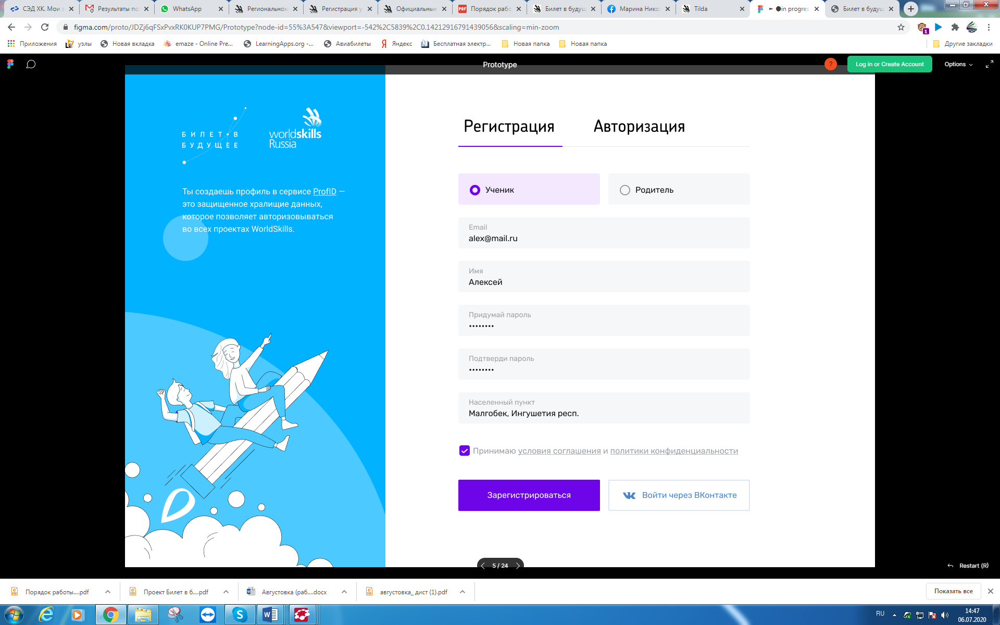 СЭД ХК. Мои з
Результаты по
WhatsApp
Региональном
Регистрация у
Официальные
Порядок рабо
Билет в будущ
Марина Нико
Tilda
in progres
Билет в будущ
figma.com/proto/JDZj6qFSxPvxRK0KUP7PMG/Prototype?node-id=55%3A547&viewport=-542%2C5839%2C0.14212916791439056&scaling=min-zoom
1
Приложения
узлы
Новая вкладка
emaze - Online Pre...
LearningApps.org -...
Авиабилеты
Яндекс
Бесплатная электр...
Новая папка
Новая папка
Другие закладки
Prototype
?
Log in or Create Account
Options
БИЛЕТ В
БУДУЩЕЕ
worldskills
Russia
Ты создаешь профиль в сервисе ProfID —
это защищенное хралищие данных,
которое позволяет авторизовываться
во всех проектах WorldSkills.
Регистрация
Авторизация
Ученик
Родитель
Email
alex@mail.ru
Имя
Алексей
Придумай пароль
••••••••
Подтверди пароль
••••••••
Населенный пункт
Малгобек, Ингушетия респ.
Принимаю условия соглашения и политики конфиденциальности
Зарегистрироваться
Войти через ВКонтакте
5 / 24
Restart (R)
Порядок работы....pdf
Проект Билет в б....pdf
Августовка (раб....docx
августовка_ дист (1).pdf
Показать все
RU
14:47
06.07.2020